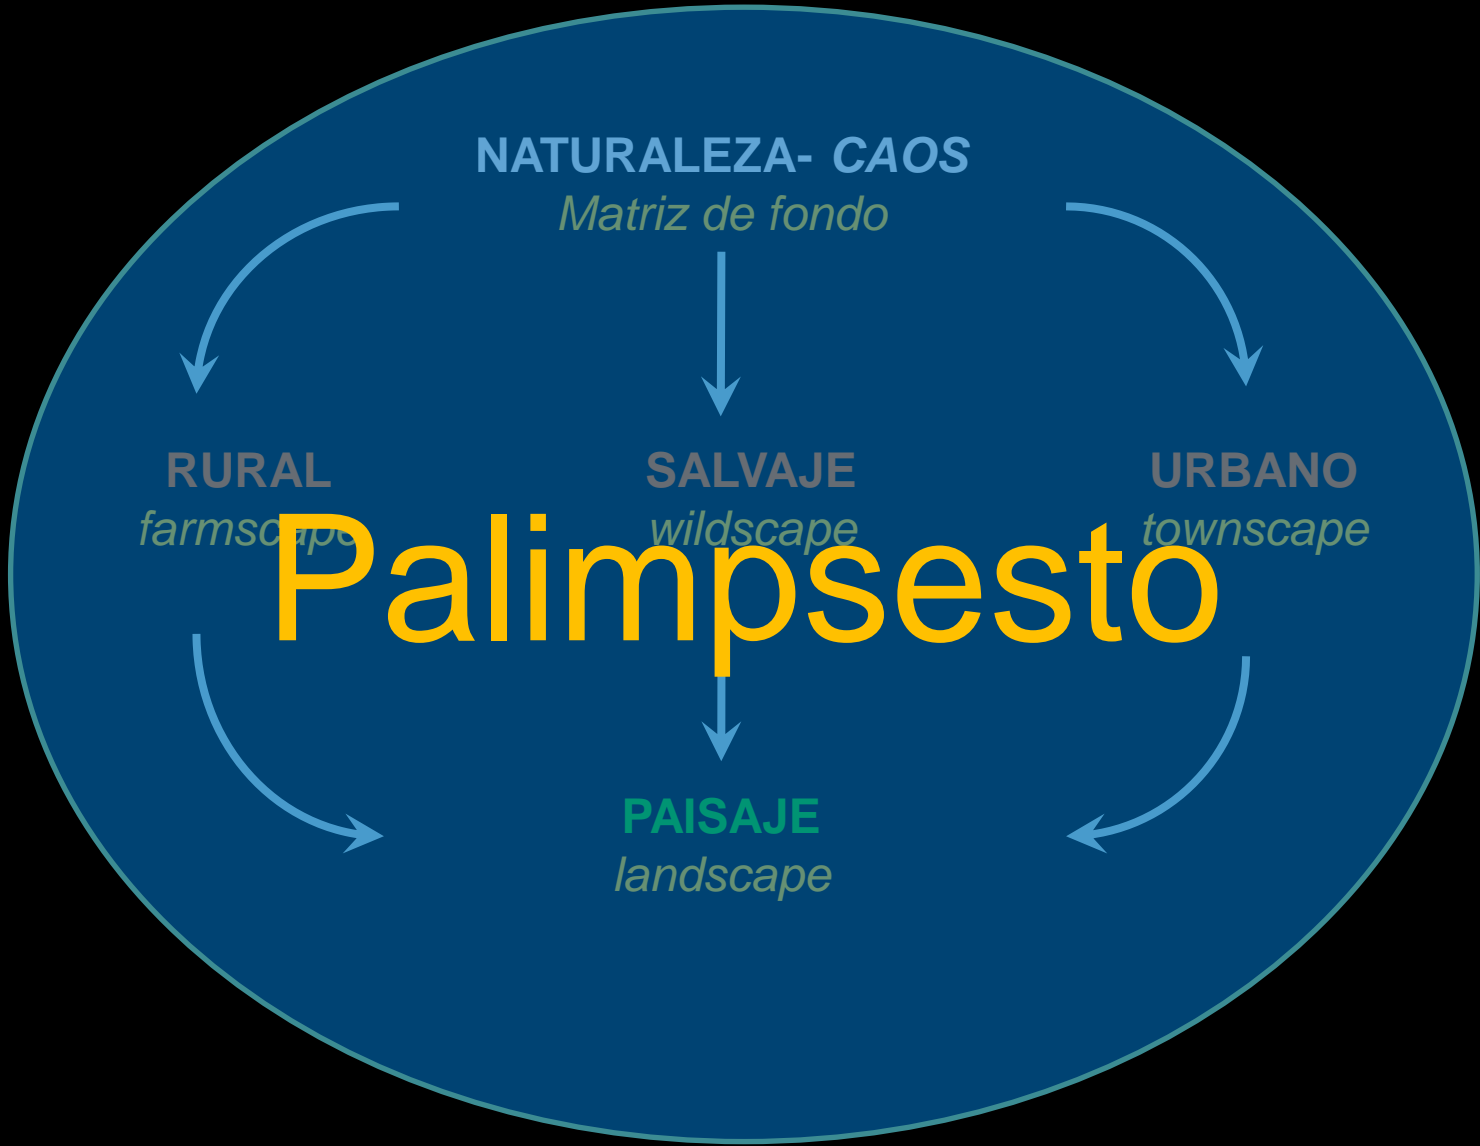 NATURALEZA- CAOS
Matriz de fondo
RURAL
farmscape
SALVAJE
wildscape
URBANO
townscape
Palimpsesto
PAISAJE
landscape